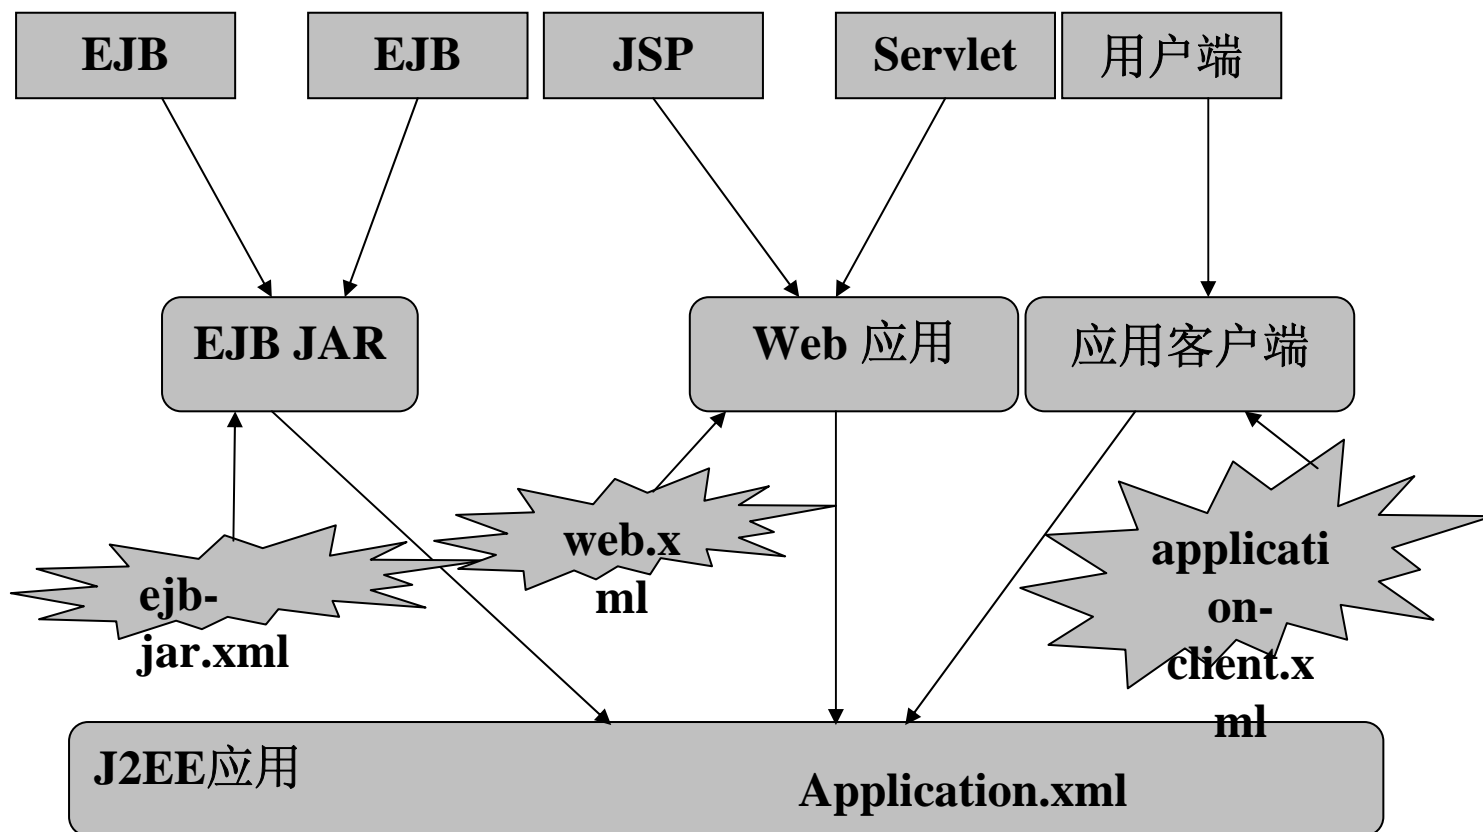 EJB
EJB
JSP
Servlet
用户端
EJB JAR
Web 应用
应用客户端
ejb-
jar.xml
web.x
ml
applicati
on-
client.x
ml
J2EE应用
Application.xml